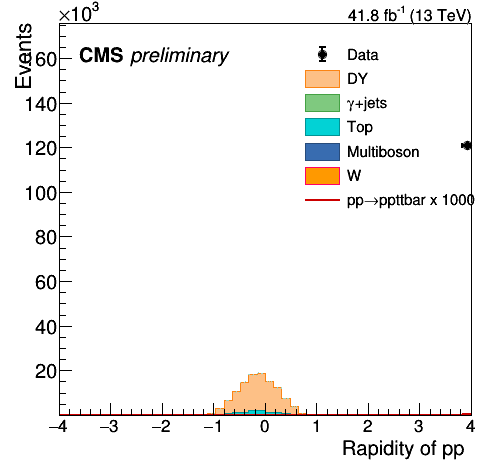 ×10³
41.8 fb⁻¹ (13 TeV)
Events
CMS preliminary
Data
DY
γ+jets
Top
Multiboson
W
pp→ppttbar x 1000
160
140
120
100
80
60
40
20
−4 −3 −2 −1 0 1 2 3 4
Rapidity of pp